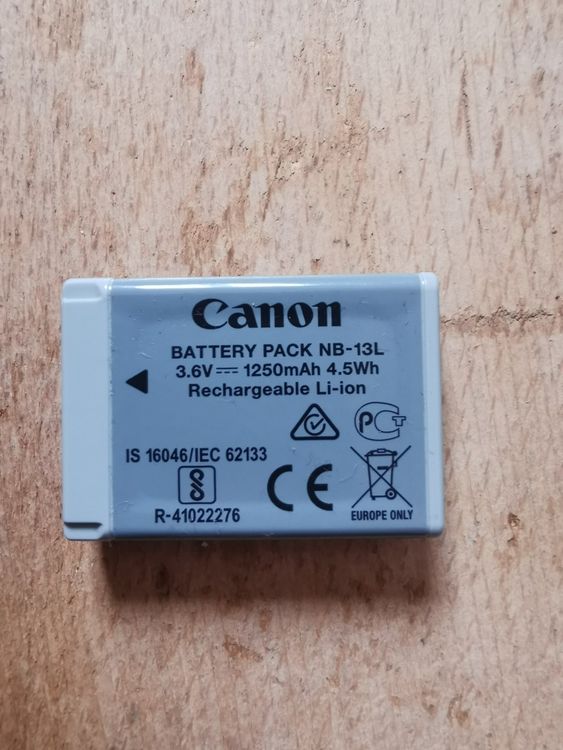 Canon
BATTERY PACK NB-13L
3.6V 1250mAh 4.5Wh
Rechargeable Li-ion
IS 16046/IEC 62133
R-41022276
CE
EUROPE ONLY